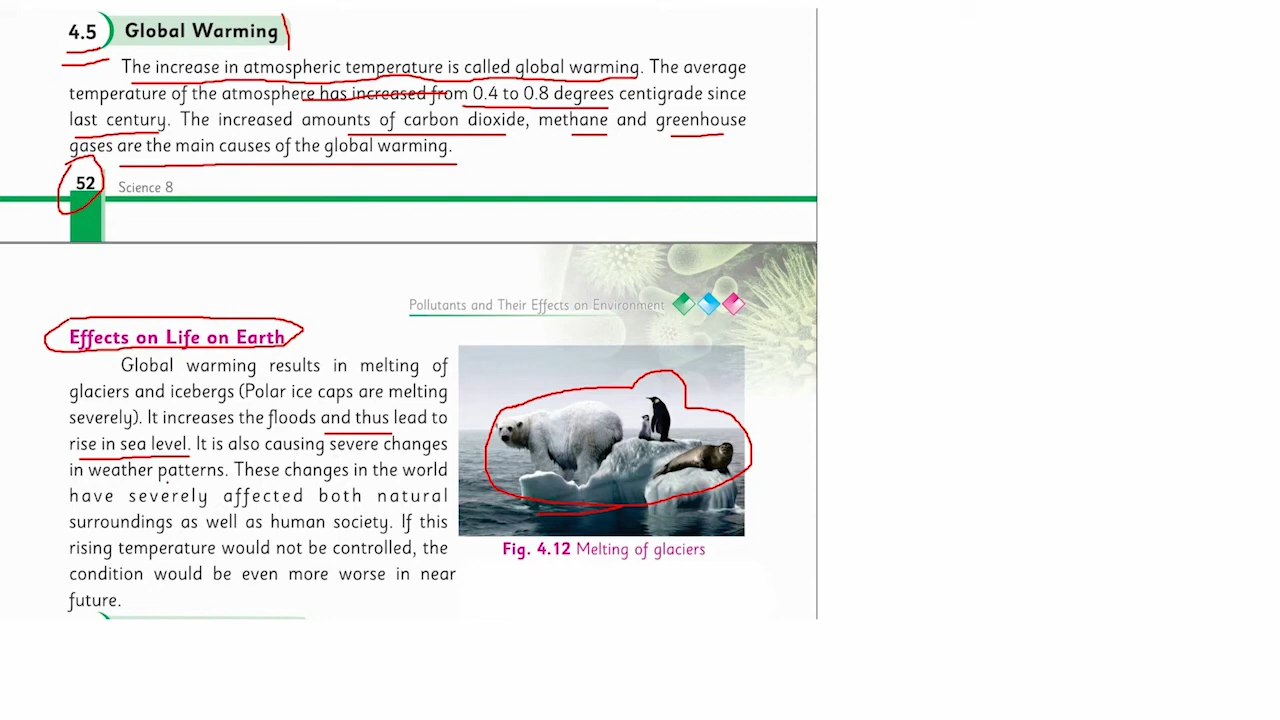 4.5 Global Warming
The increase in atmospheric temperature is called global warming. The average
temperature of the atmosphere has increased from 0.4 to 0.8 degrees centigrade since
last century. The increased amounts of carbon dioxide, methane and greenhouse
gases are the main causes of the global warming.
52 Science 8
Pollutants and Their Effects on Environment
Effects on Life on Earth
Global warming results in melting of
glaciers and icebergs (Polar ice caps are melting
severely). It increases the floods and thus lead to
rise in sea level. It is also causing severe changes
in weather patterns. These changes in the world
have severely affected both natural
surroundings as well as human society. If this
rising temperature would not be controlled, the
condition would be even more worse in near
future.
Fig. 4.12 Melting of glaciers